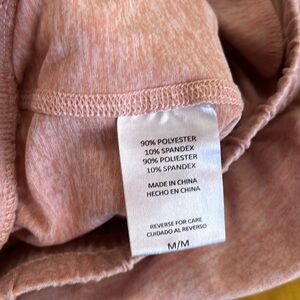 90% POLYESTER
10% SPANDEX
90% POLIESTER
10% SPANDEX
MADE IN CHINA
HECHO EN CHINA
REVERSE FOR CARE
CUIDADO AL REVERSO
M/M